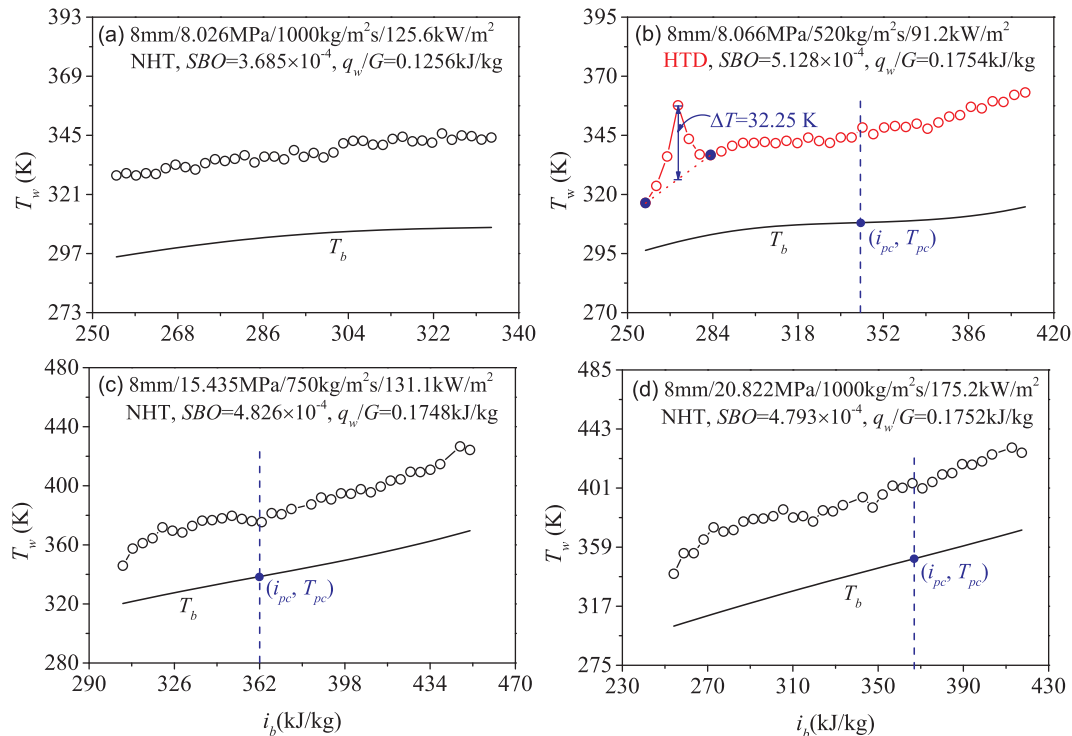 (a) 8mm/8.026MPa/1000kg/m²s/125.6kW/m²
NHT, SBO=3.685×10⁻⁴, q_w/G=0.1256kJ/kg
395
369
345
321
297
273
T_w (K)
T_b
250 268 286 304 322 340
(b) 8mm/8.066MPa/520kg/m²s/91.2kW/m²
HTD, SBO=5.128×10⁻⁴, q_w/G=0.1754kJ/kg
395
370
345
320
295
270
T_w (K)
ΔT=32.25 K
T_b
(i_pc, T_pc)
250 284 318 352 386 420
(c) 8mm/15.435MPa/750kg/m²s/131.1kW/m²
NHT, SBO=4.826×10⁻⁴, q_w/G=0.1748kJ/kg
480
440
400
360
320
280
T_w (K)
T_b
(i_pc, T_pc)
290 326 362 398 434 470
i_b(kJ/kg)
(d) 8mm/20.822MPa/1000kg/m²s/175.2kW/m²
NHT, SBO=4.793×10⁻⁴, q_w/G=0.1752kJ/kg
485
443
401
359
317
275
T_w (K)
T_b
(i_pc, T_pc)
230 270 310 350 390 430
i_b(kJ/kg)